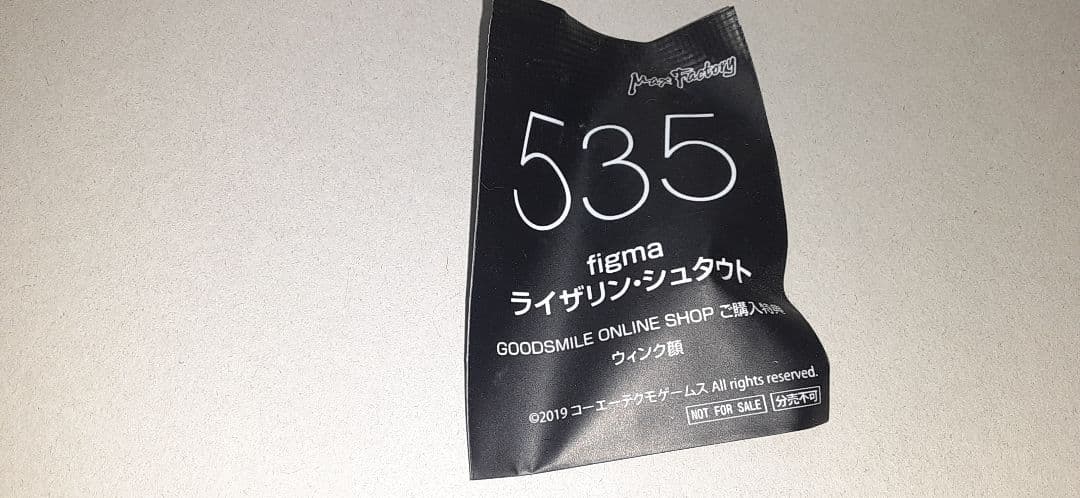 Max Factory
535
figma
ライザリン・シュタウト
GOODSMILE ONLINE SHOP ご購入特典
ウィンク顔
©2019 コーエーテクモゲームス All rights reserved.
NOT FOR SALE 分売不可